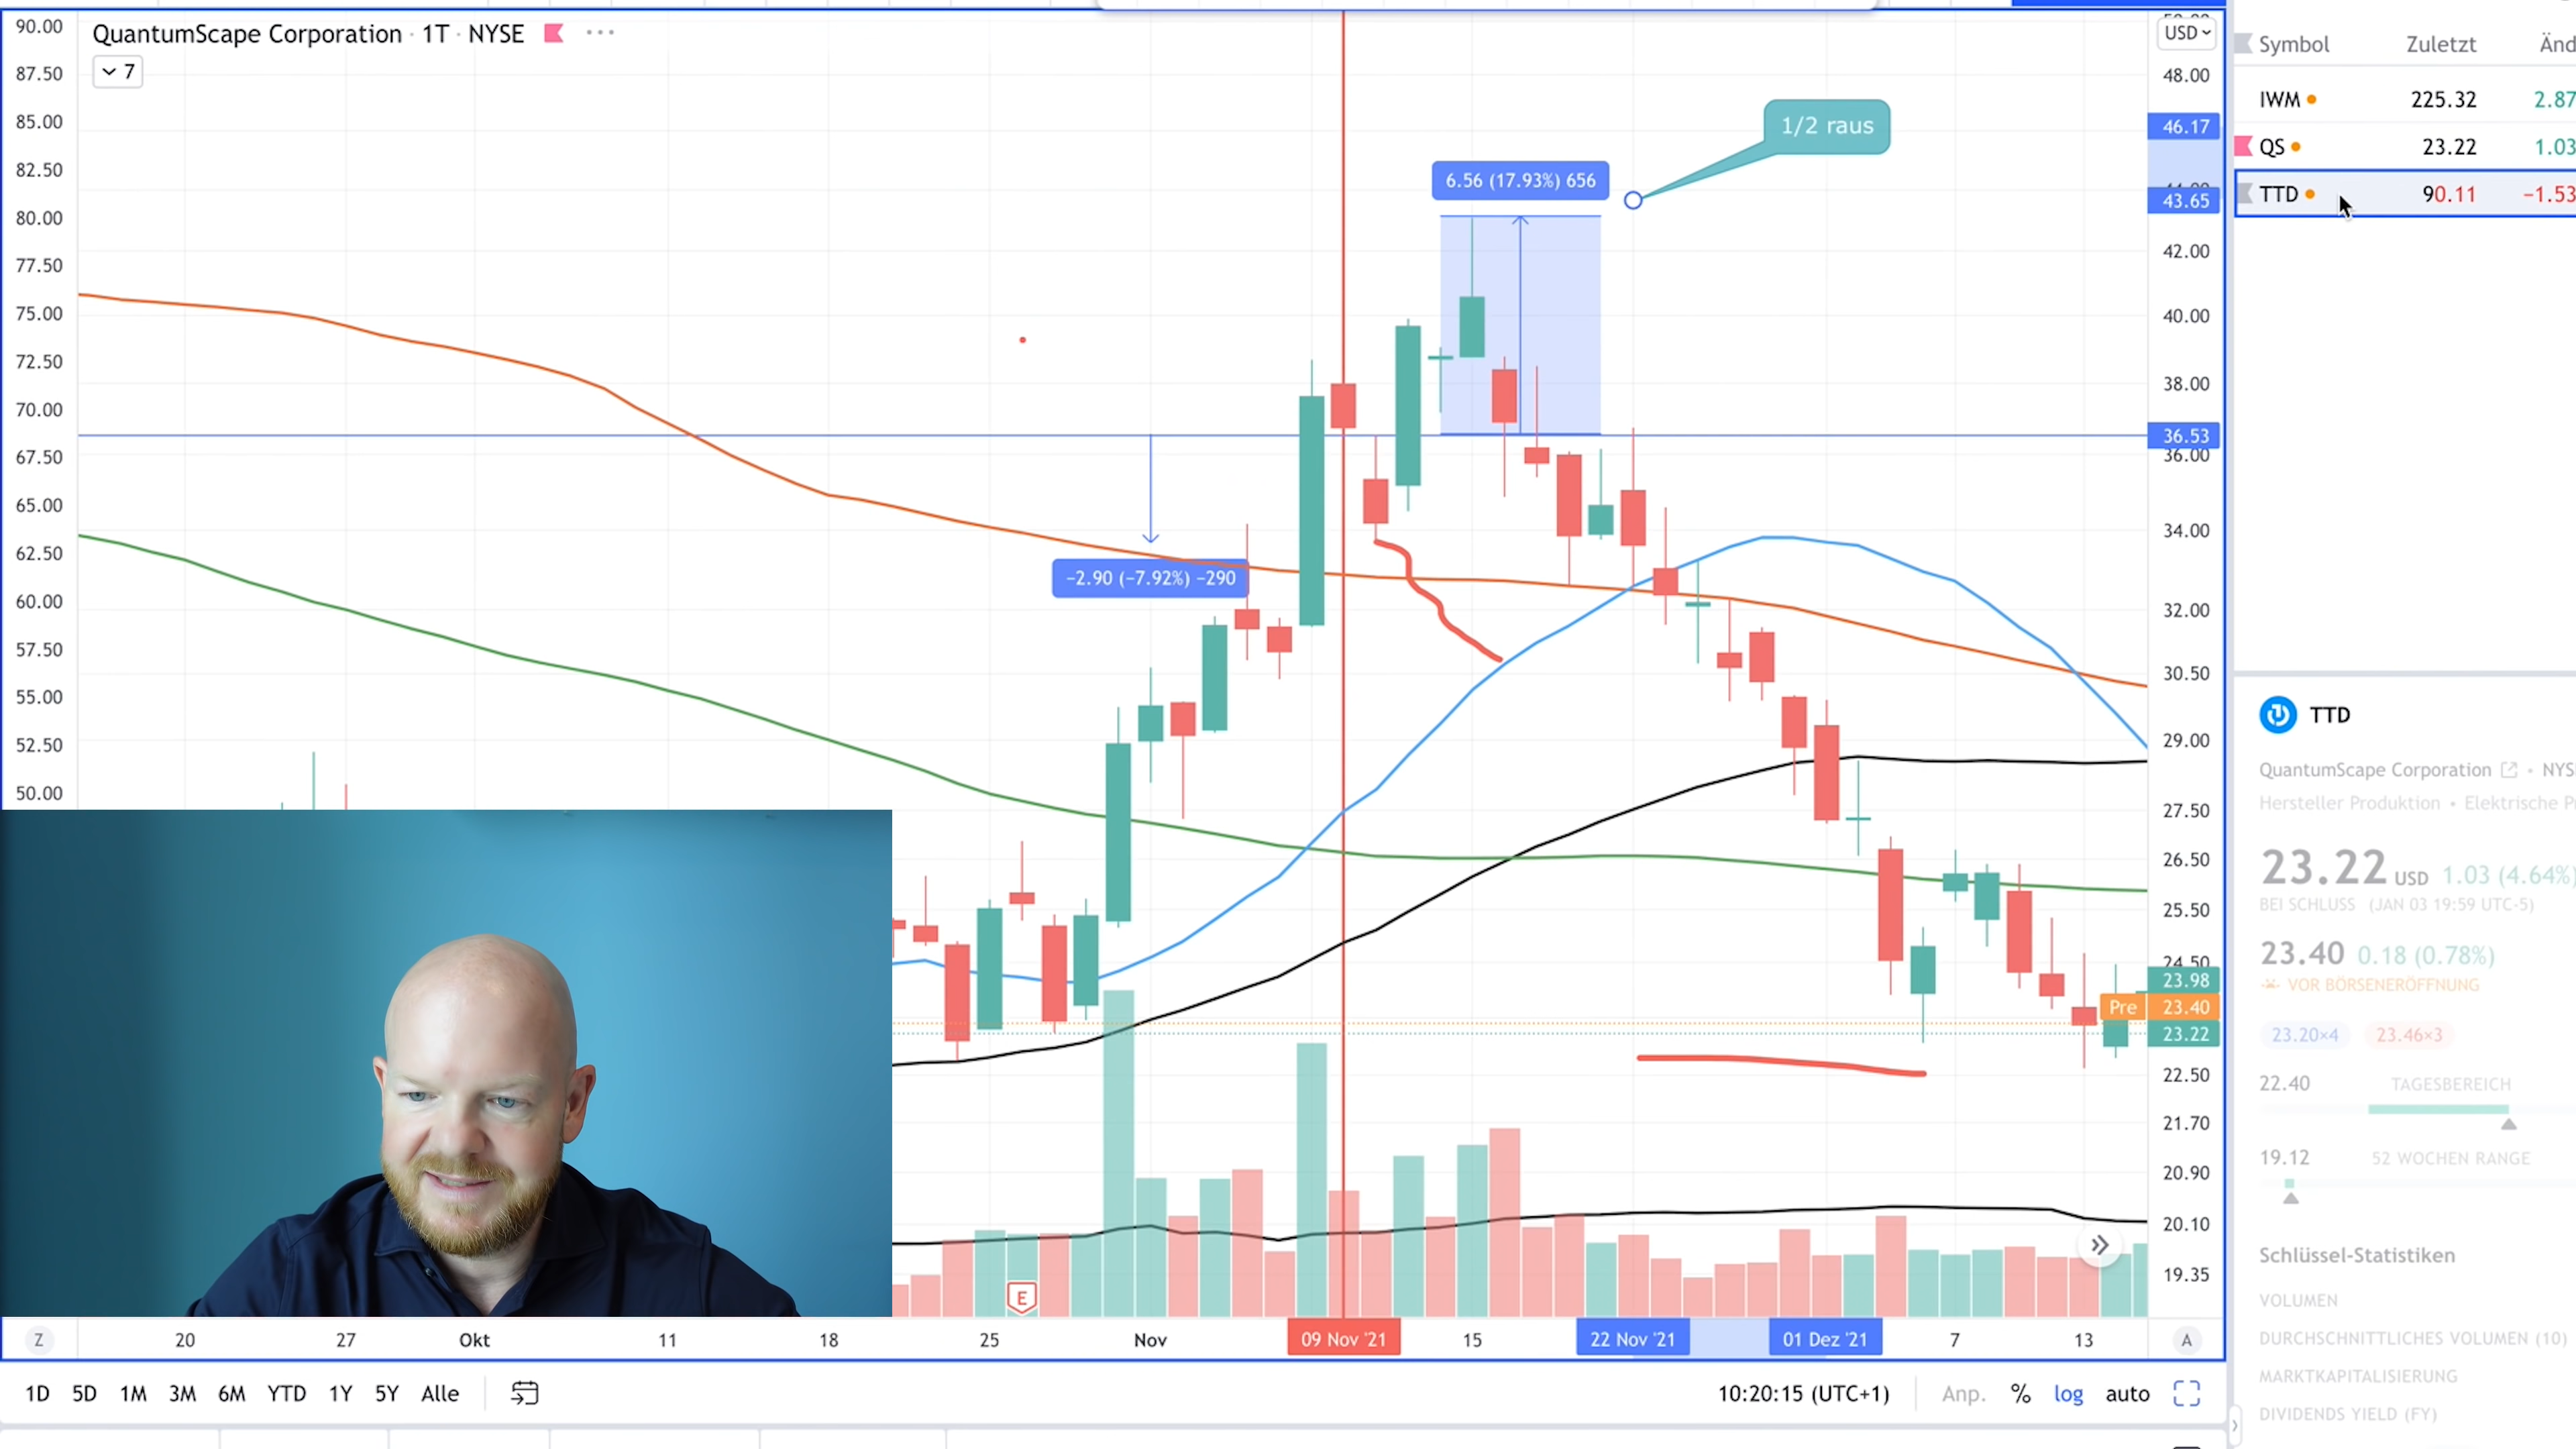 QuantumScape Corporation · 1T · NYSE
7
90.00
87.50
85.00
82.50
80.00
77.50
75.00
72.50
70.00
67.50
65.00
62.50
60.00
57.50
55.00
52.50
50.00
1/2 raus
6.56 (17.93%) 656
−2.90 (−7.92%) −290
E
USD
48.00
46.17
43.65
42.00
40.00
38.00
36.53
36.00
34.00
32.00
30.50
29.00
27.50
26.50
25.50
24.50
23.98
Pre 23.40
23.22
22.50
21.70
20.90
20.10
19.35
Z 20 27 Okt 11 18 25 Nov 09 Nov '21 15 22 Nov '21 01 Dez '21 7 13 A
1D 5D 1M 3M 6M YTD 1Y 5Y Alle
10:20:15 (UTC+1) Anp. % log auto
Symbol Zuletzt Änd
IWM 225.32 2.87
QS 23.22 1.03
TTD 90.11 −1.53
TTD
QuantumScape Corporation • NYS
Hersteller Produktion • Elektrische P
23.22 USD 1.03 (4.64%)
BEI SCHLUSS (JAN 03 19:59 UTC-5)
23.40 0.18 (0.78%)
VOR BÖRSENERÖFFNUNG
23.20×4 23.46×3
22.40 TAGESBEREICH
19.12 52 WOCHEN RANGE
Schlüssel-Statistiken
VOLUMEN
DURCHSCHNITTLICHES VOLUMEN (10)
MARKTKAPITALISIERUNG
DIVIDENDS YIELD (FY)